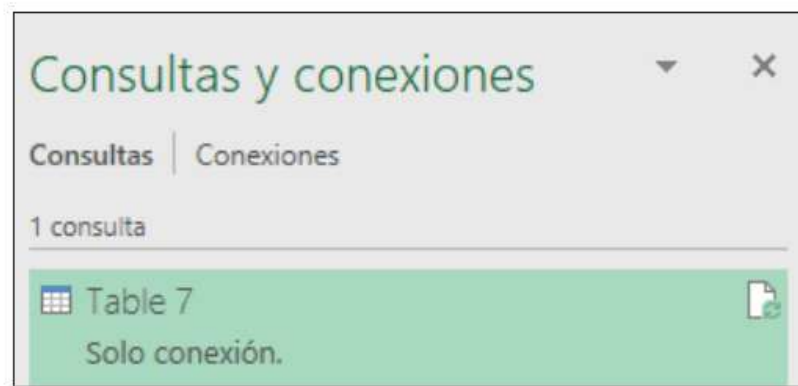 Consultas y conexiones
Consultas | Conexiones
1 consulta
Table 7
Solo conexión.